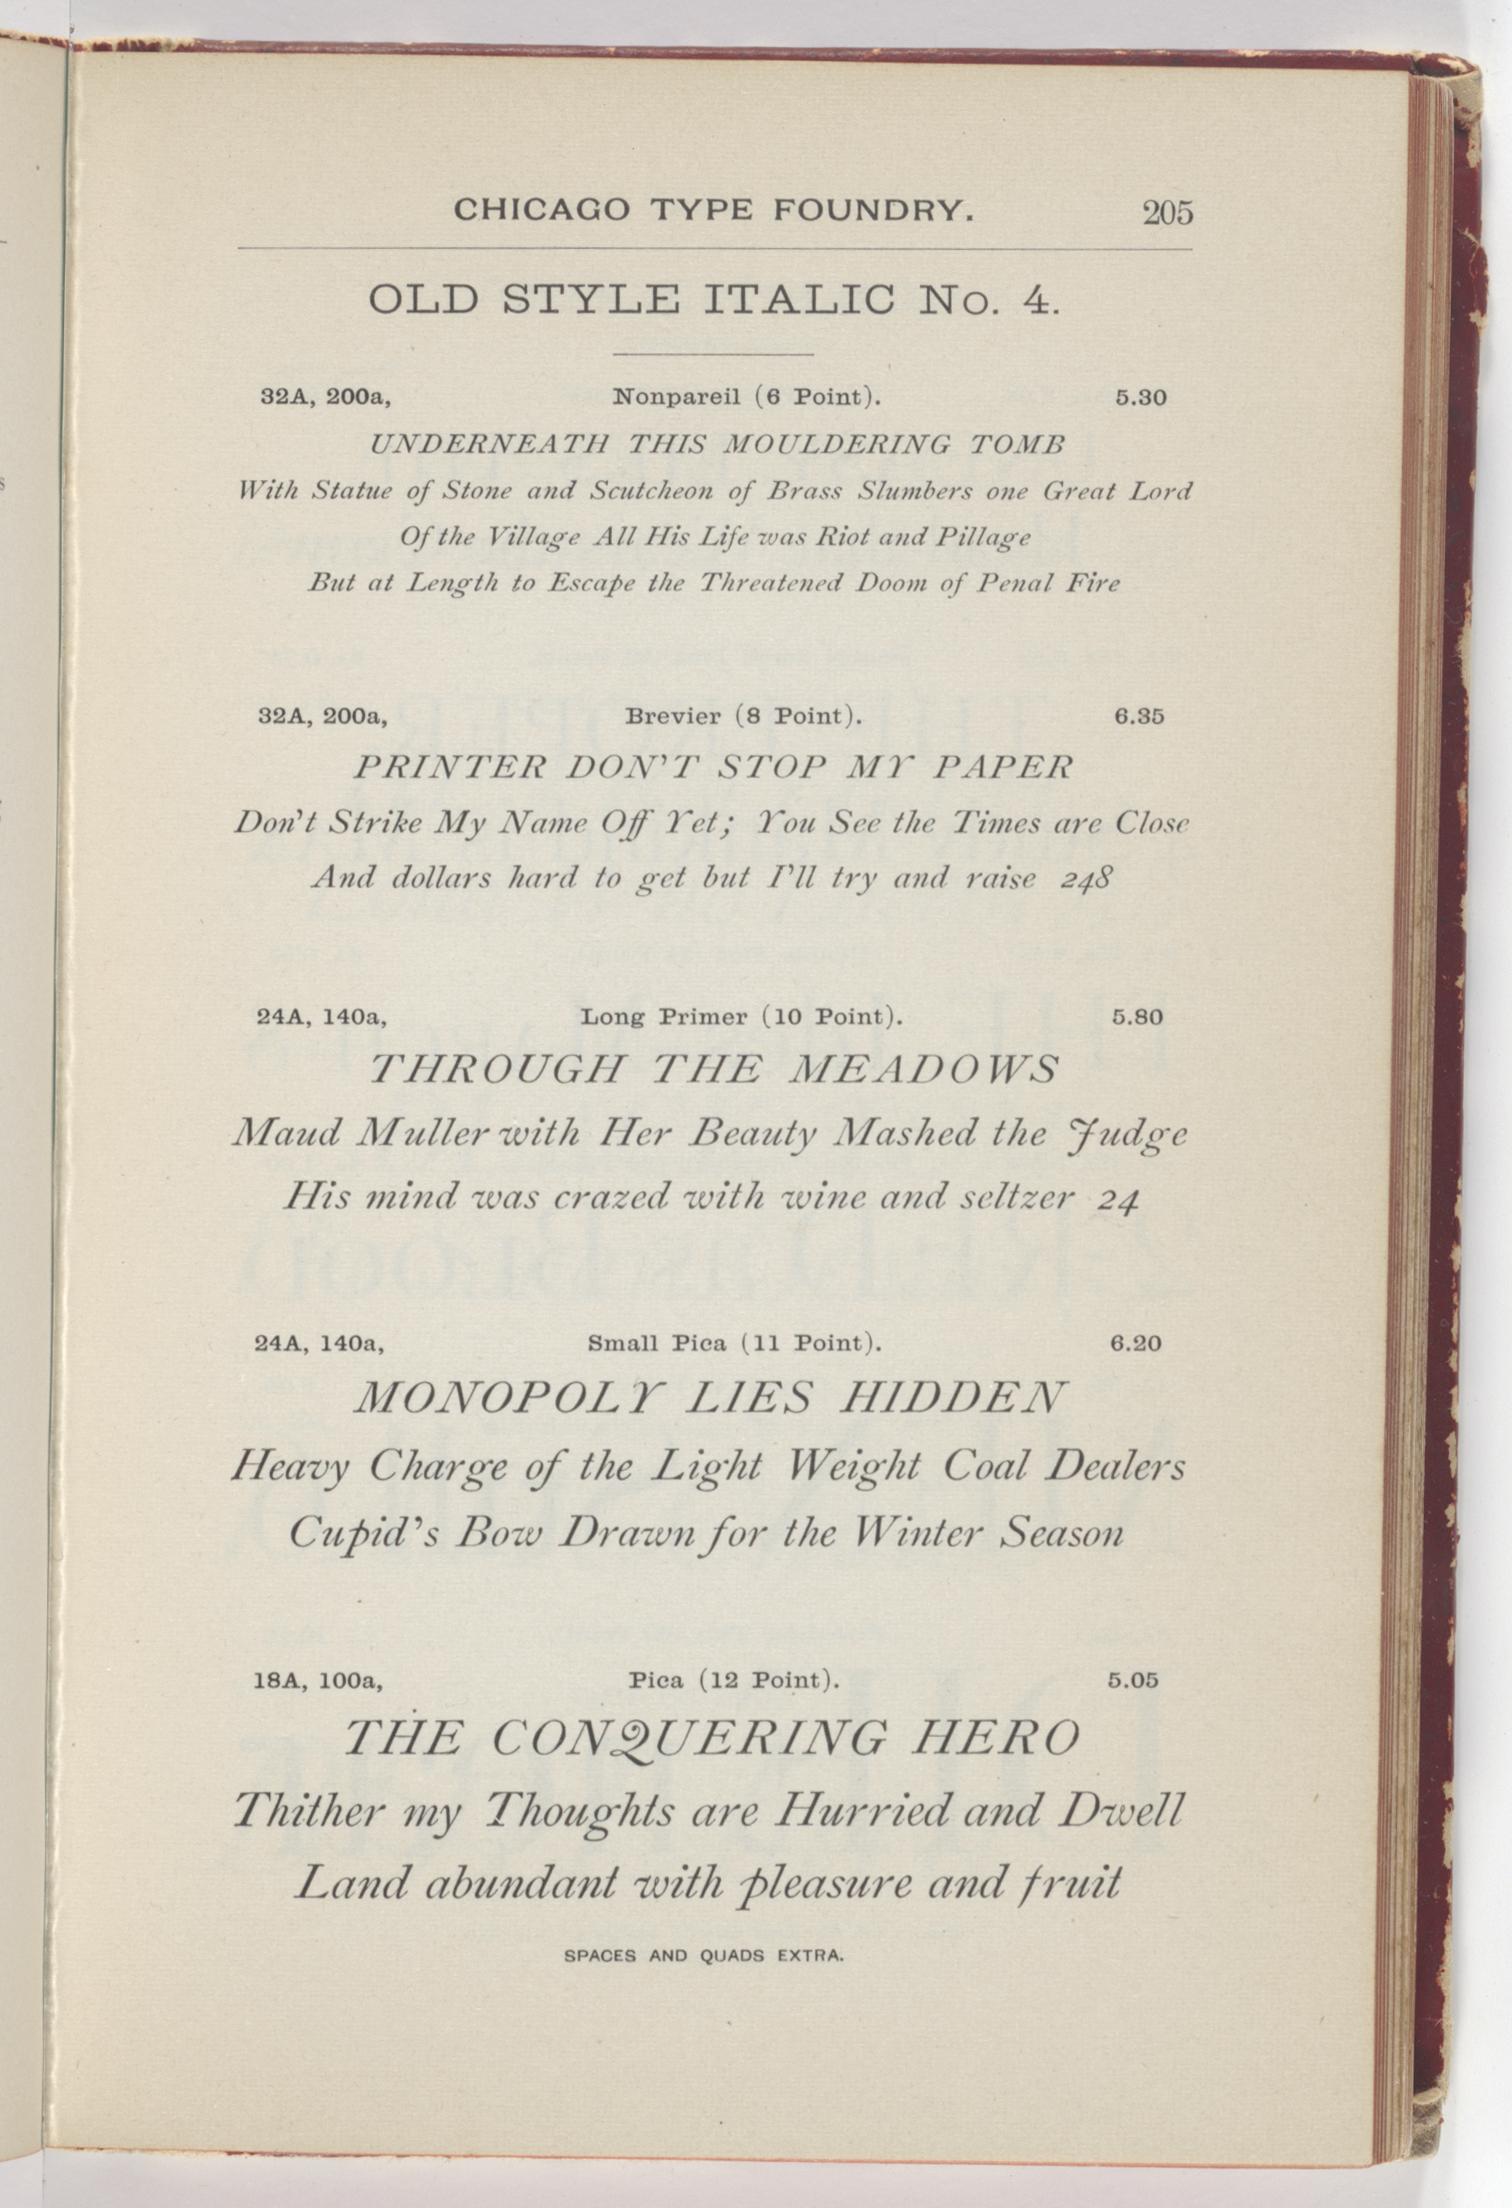 CHICAGO TYPE FOUNDRY. 205
OLD STYLE ITALIC No. 4.
32A, 200a, Nonpareil (6 Point). 5.30
UNDERNEATH THIS MOULDERING TOMB
With Statue of Stone and Scutcheon of Brass Slumbers one Great Lord
Of the Village All His Life was Riot and Pillage
But at Length to Escape the Threatened Doom of Penal Fire
32A, 200a, Brevier (8 Point). 6.35
PRINTER DON'T STOP MY PAPER
Don't Strike My Name Off Yet; You See the Times are Close
And dollars hard to get but I'll try and raise 248
24A, 140a, Long Primer (10 Point). 5.80
THROUGH THE MEADOWS
Maud Muller with Her Beauty Mashed the Judge
His mind was crazed with wine and seltzer 24
24A, 140a, Small Pica (11 Point). 6.20
MONOPOLY LIES HIDDEN
Heavy Charge of the Light Weight Coal Dealers
Cupid's Bow Drawn for the Winter Season
18A, 100a, Pica (12 Point). 5.05
THE CONQUERING HERO
Thither my Thoughts are Hurried and Dwell
Land abundant with pleasure and fruit
SPACES AND QUADS EXTRA.